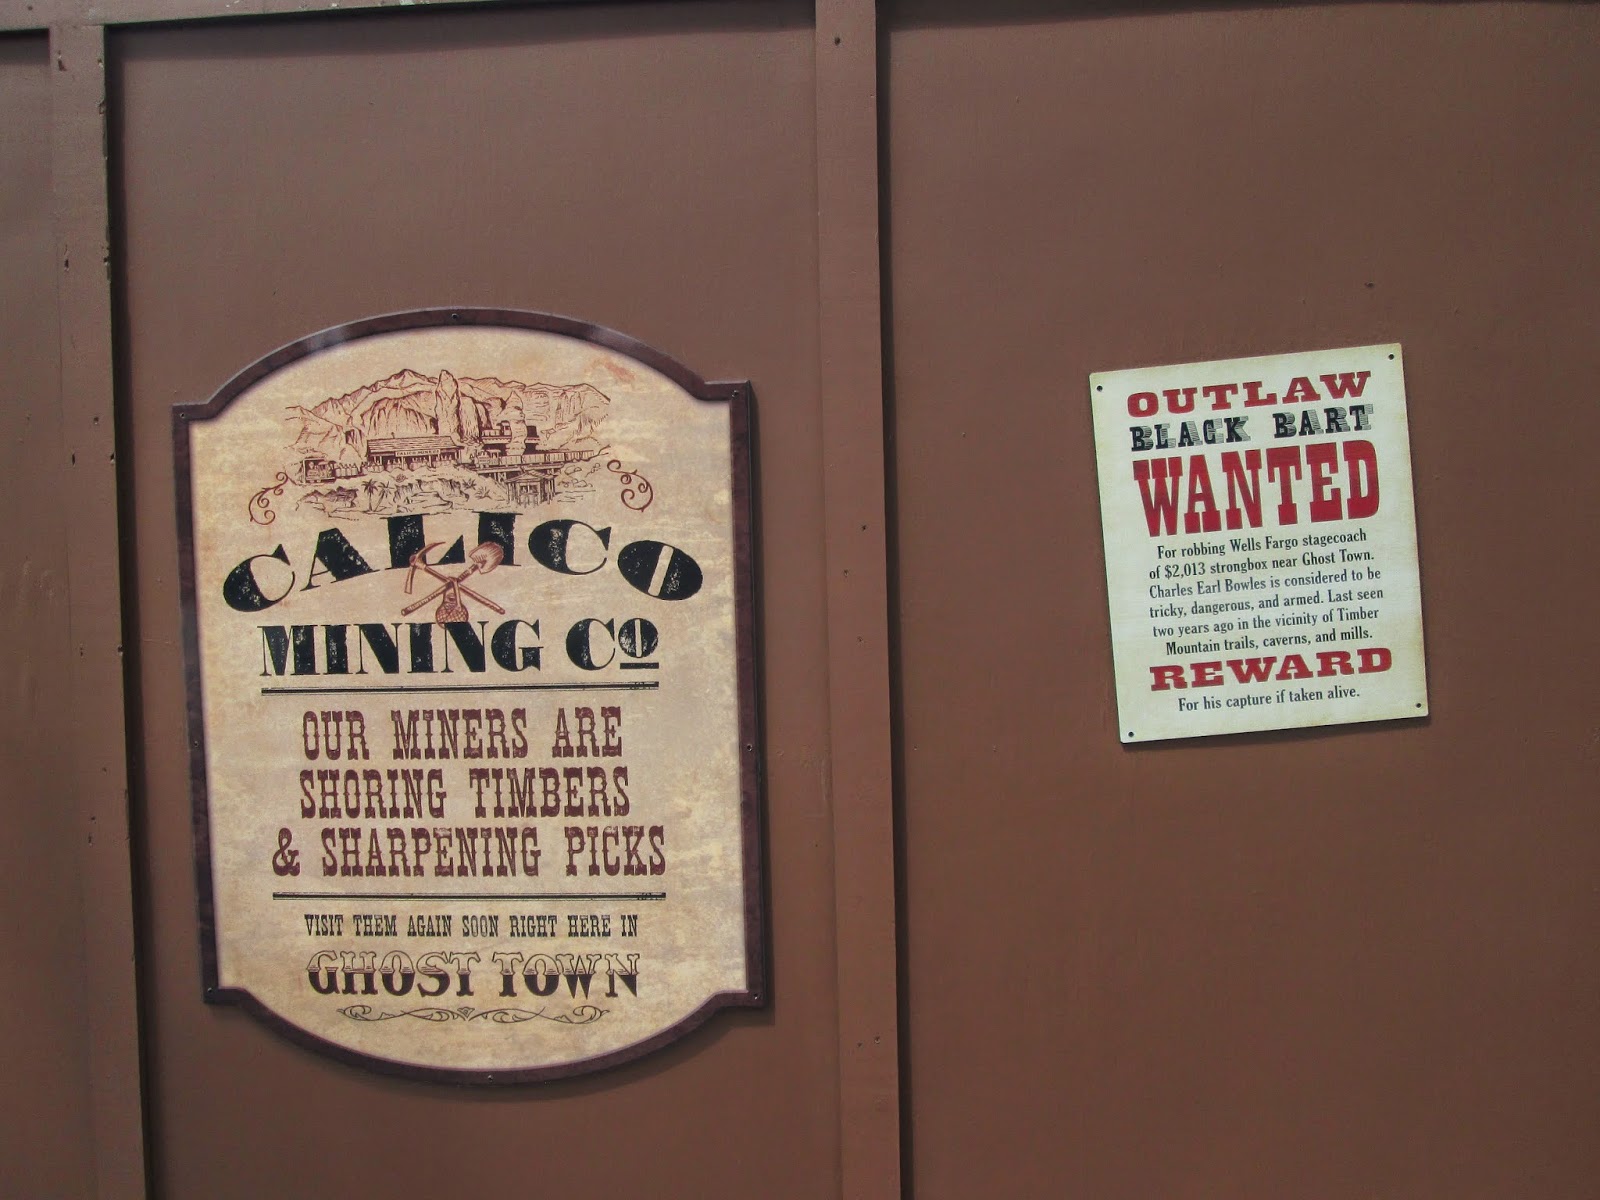 CALICO
MINING Co
OUR MINERS ARE
SHORING TIMBERS
& SHARPENING PICKS
VISIT THEM AGAIN SOON RIGHT HERE IN
GHOST TOWN
OUTLAW
BLACK BART
WANTED
For robbing Wells Fargo stagecoach
of $2,013 strongbox near Ghost Town.
Charles Earl Bowles is considered to be
tricky, dangerous, and armed. Last seen
two years ago in the vicinity of Timber
Mountain trails, caverns, and mills.
REWARD
For his capture if taken alive.